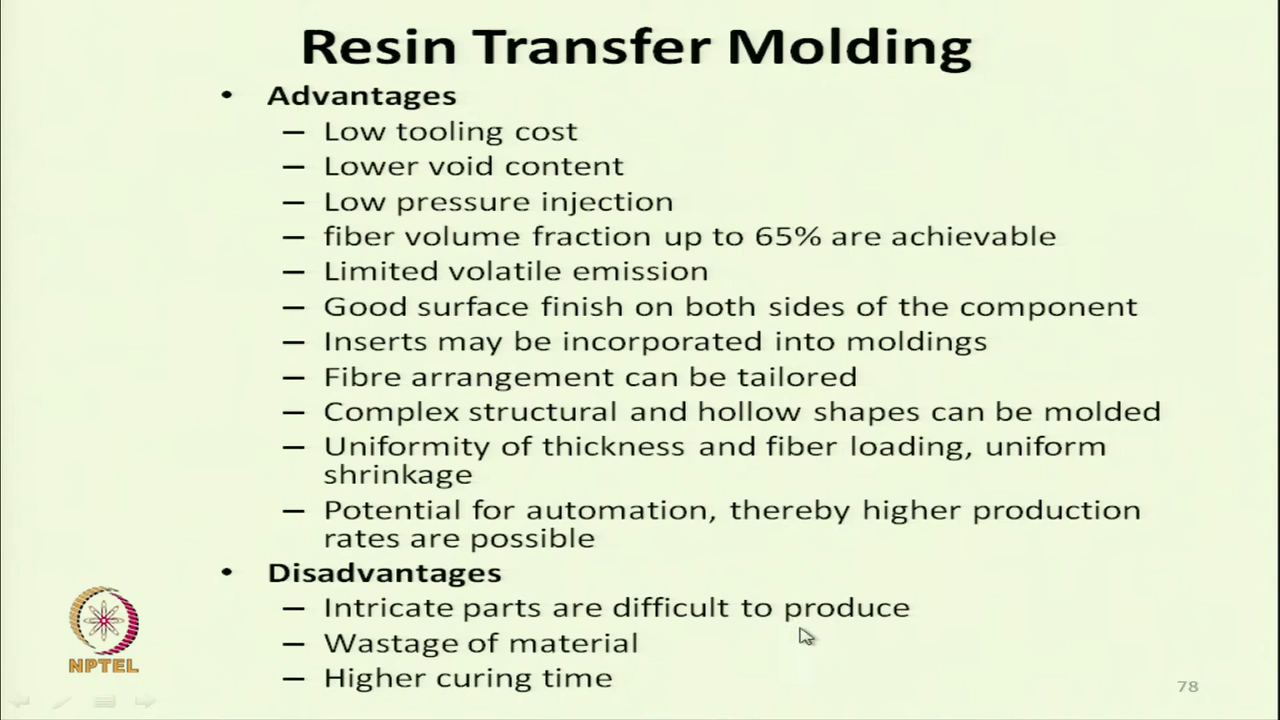 Resin Transfer Molding
• Advantages
– Low tooling cost
– Lower void content
– Low pressure injection
– fiber volume fraction up to 65% are achievable
– Limited volatile emission
– Good surface finish on both sides of the component
– Inserts may be incorporated into moldings
– Fibre arrangement can be tailored
– Complex structural and hollow shapes can be molded
– Uniformity of thickness and fiber loading, uniform
shrinkage
– Potential for automation, thereby higher production
rates are possible
• Disadvantages
– Intricate parts are difficult to produce
– Wastage of material
– Higher curing time
NPTEL
78